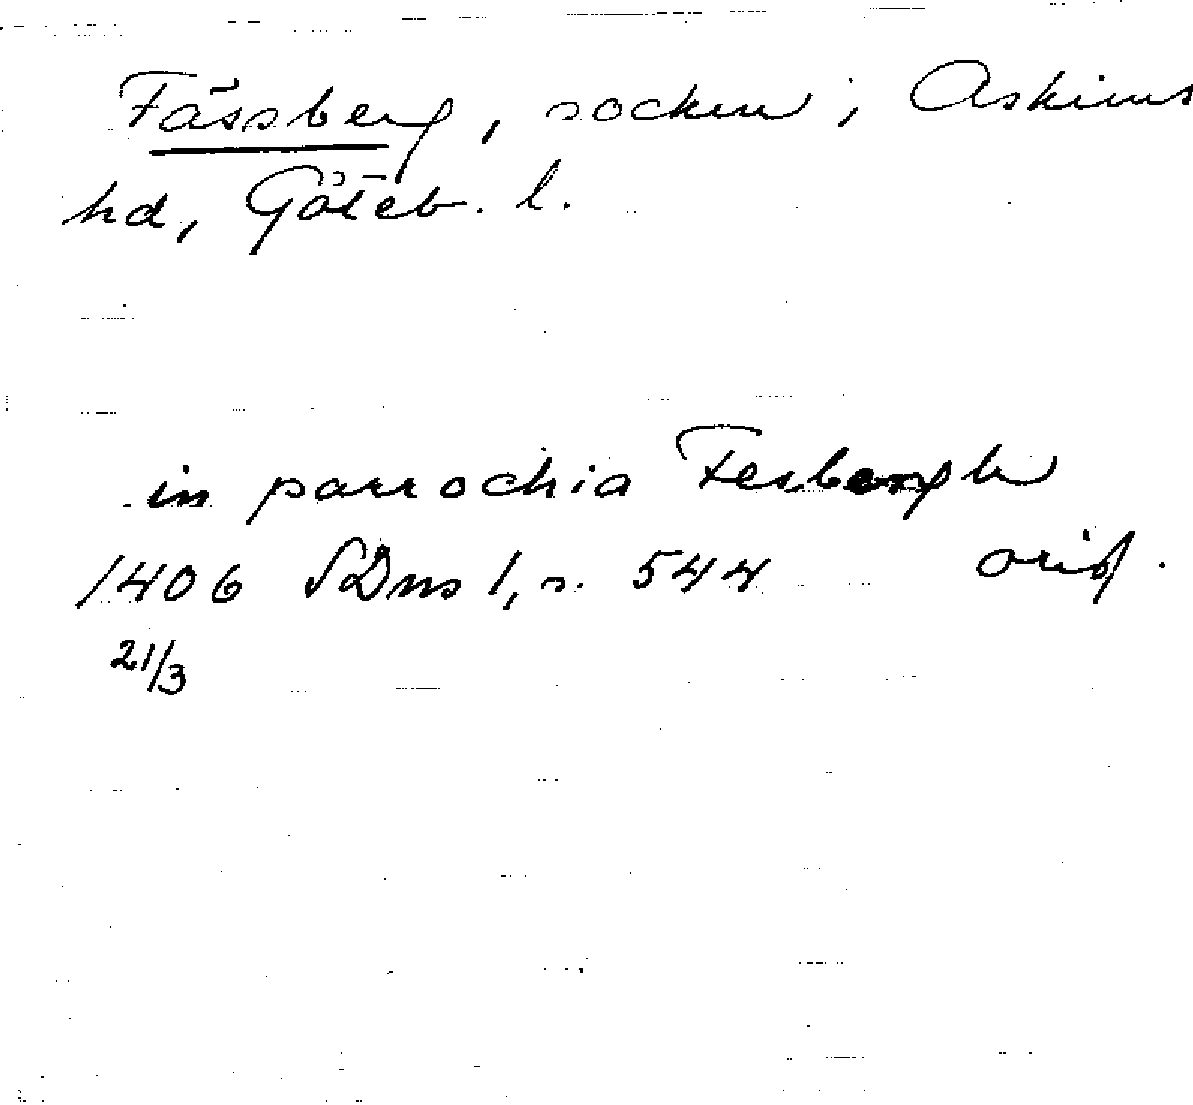 Fässberg, socken; Askims
hd, Göteb. l.
in parrochia Fesbergh
1406 SDns 1, s. 544 orig.
21/3